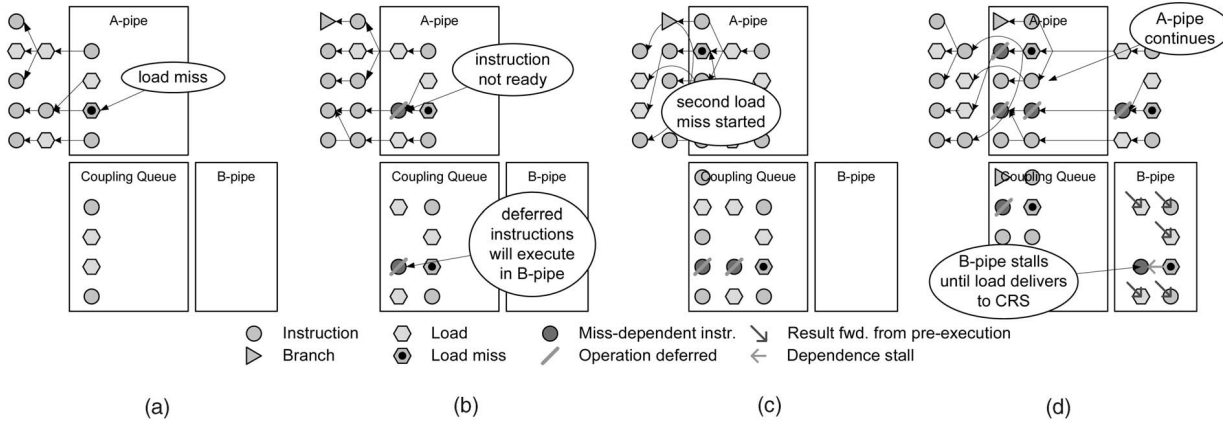 A-pipe
load miss
Coupling Queue
B-pipe
A-pipe
instruction
not ready
Coupling Queue
B-pipe
deferred
instructions
will execute
in B-pipe
A-pipe
second load
miss started
Coupling Queue
B-pipe
A-pipe
A-pipe
continues
Coupling Queue
B-pipe
B-pipe stalls
until load delivers
to CRS
Instruction
Load
Miss-dependent instr.
Result fwd. from pre-execution
Branch
Load miss
Operation deferred
Dependence stall
(a)
(b)
(c)
(d)